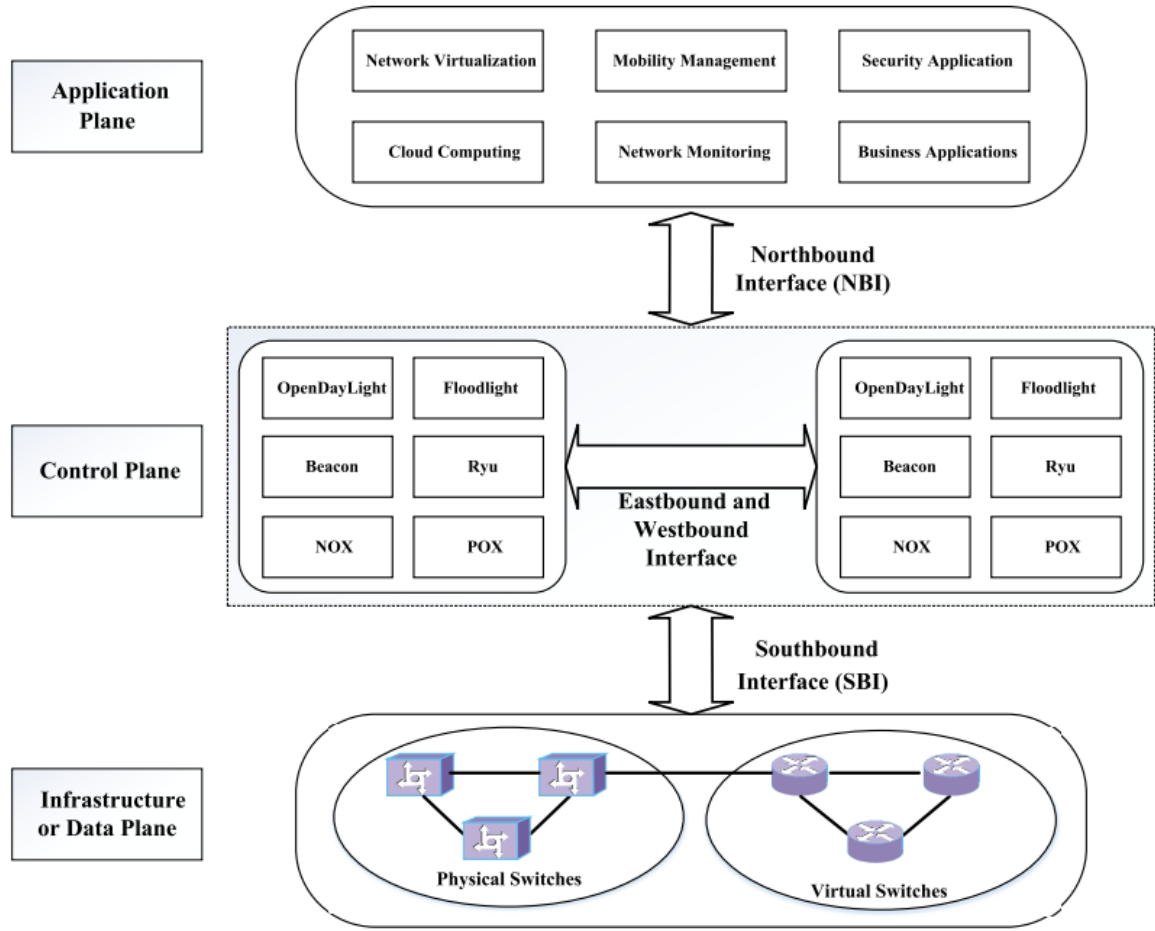 Application
Plane
Network Virtualization
Mobility Management
Security Application
Cloud Computing
Network Monitoring
Business Applications
Northbound
Interface (NBI)
Control Plane
OpenDayLight
Floodlight
Beacon
Ryu
NOX
POX
Eastbound and
Westbound
Interface
OpenDayLight
Floodlight
Beacon
Ryu
NOX
POX
Southbound
Interface (SBI)
Infrastructure
or Data Plane
Physical Switches
Virtual Switches